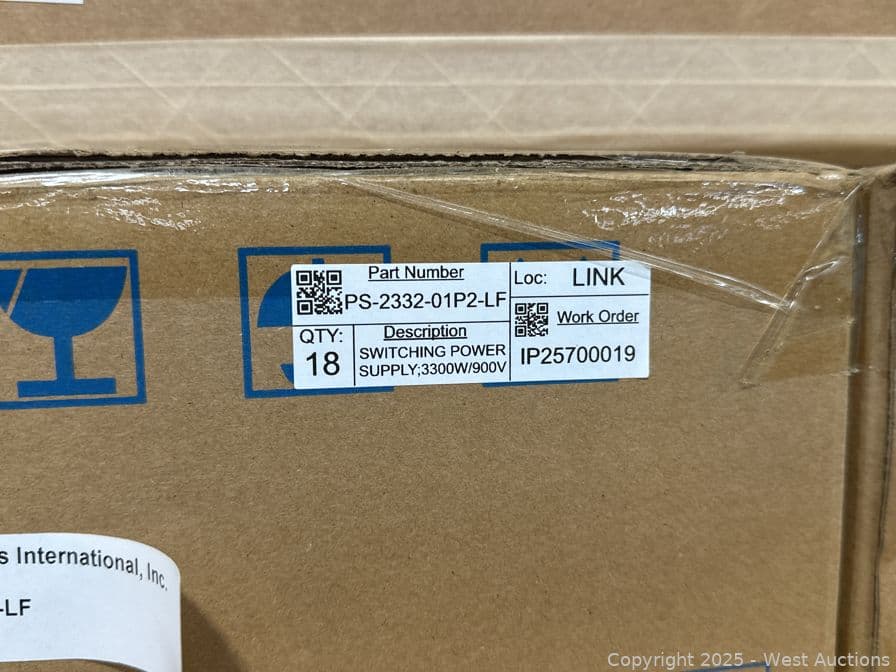 Part Number
PS-2332-01P2-LF
Loc: LINK
Work Order
IP25700019
QTY:
18
Description
SWITCHING POWER
SUPPLY;3300W/900V
s International, Inc.
-LF
Copyright 2025 - West Auctions